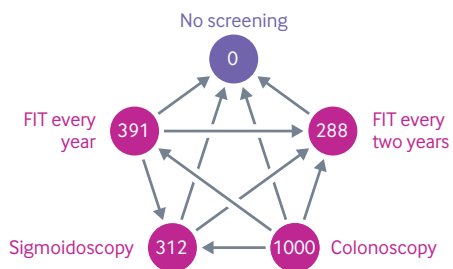 No screening
0
FIT every
year
391
288
FIT every
two years
Sigmoidoscopy
312
1000
Colonoscopy